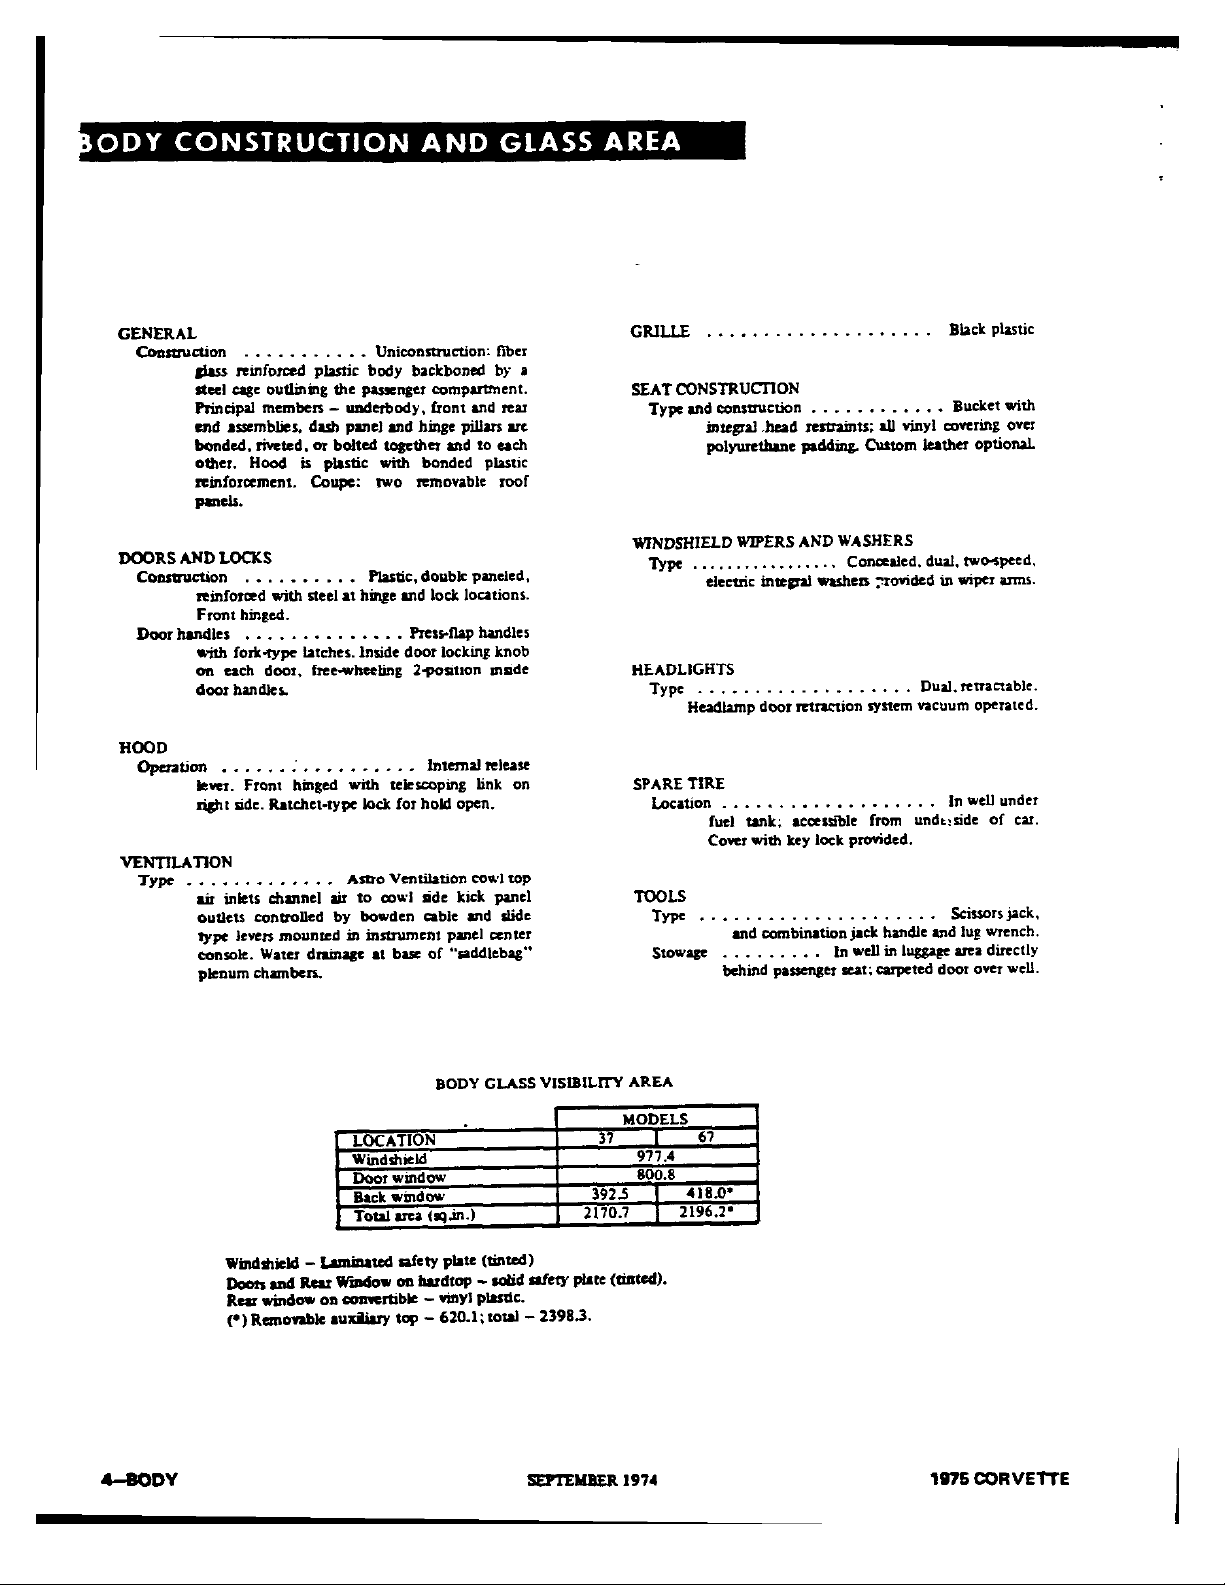 BODY CONSTRUCTION AND GLASS AREA
GENERAL
Construction . . . . . . . . . . . Uniconstruction: fiber
glass reinforced plastic body backboned by a
steel cage outlining the passenger compartment.
Principal members – underbody, front and rear
end assemblies, dash panel and hinge pillars are
bonded, riveted, or bolted together and to each
other. Hood is plastic with bonded plastic
reinforcement. Coupe: two removable roof
panels.
DOORS AND LOCKS
Construction . . . . . . . . . . Plastic, double paneled,
reinforced with steel at hinge and lock locations.
Front hinged.
Door handles . . . . . . . . . . . . . . Press-flap handles
with fork-type latches. Inside door locking knob
on each door, free-wheeling 2-position inside
door handles.
HOOD
Operation . . . . . . . . . . . . . . . . . Internal release
lever. Front hinged with telescoping link on
right side. Ratchet-type lock for hold open.
VENTILATION
Type . . . . . . . . . . . . . Astro Ventilation cowl top
air inlets channel air to cowl side kick panel
outlets controlled by bowden cable and slide
type levers mounted in instrument panel center
console. Water drainage at base of "saddlebag"
plenum chambers.
GRILLE . . . . . . . . . . . . . . . . . . . . Black plastic
SEAT CONSTRUCTION
Type and construction . . . . . . . . . . . . Bucket with
integral head restraints; all vinyl covering over
polyurethane padding. Custom leather optional.
WINDSHIELD WIPERS AND WASHERS
Type . . . . . . . . . . . . . . . . Concealed, dual, two-speed,
electric integral washers provided in wiper arms.
HEADLIGHTS
Type . . . . . . . . . . . . . . . . . . . Dual, retractable.
Headlamp door retraction system vacuum operated.
SPARE TIRE
Location . . . . . . . . . . . . . . . . . . . In well under
fuel tank; accessible from underside of car.
Cover with key lock provided.
TOOLS
Type . . . . . . . . . . . . . . . . . . . . . Scissors jack,
and combination jack handle and lug wrench.
Stowage . . . . . . . . . In well in luggage area directly
behind passenger seat; carpeted door over well.
BODY GLASS VISIBILITY AREA
MODELS
LOCATION 37 67
Windshield 977.4
Door window 800.8
Back window 392.5 418.0*
Total area (sq.in.) 2170.7 2196.2*
Windshield – Laminated safety plate (tinted)
Doors and Rear Window on hardtop – solid safety plate (tinted).
Rear window on convertible – vinyl plastic.
(*) Removable auxiliary top – 620.1; total – 2398.3.
4—BODY SEPTEMBER 1974 1975 CORVETTE